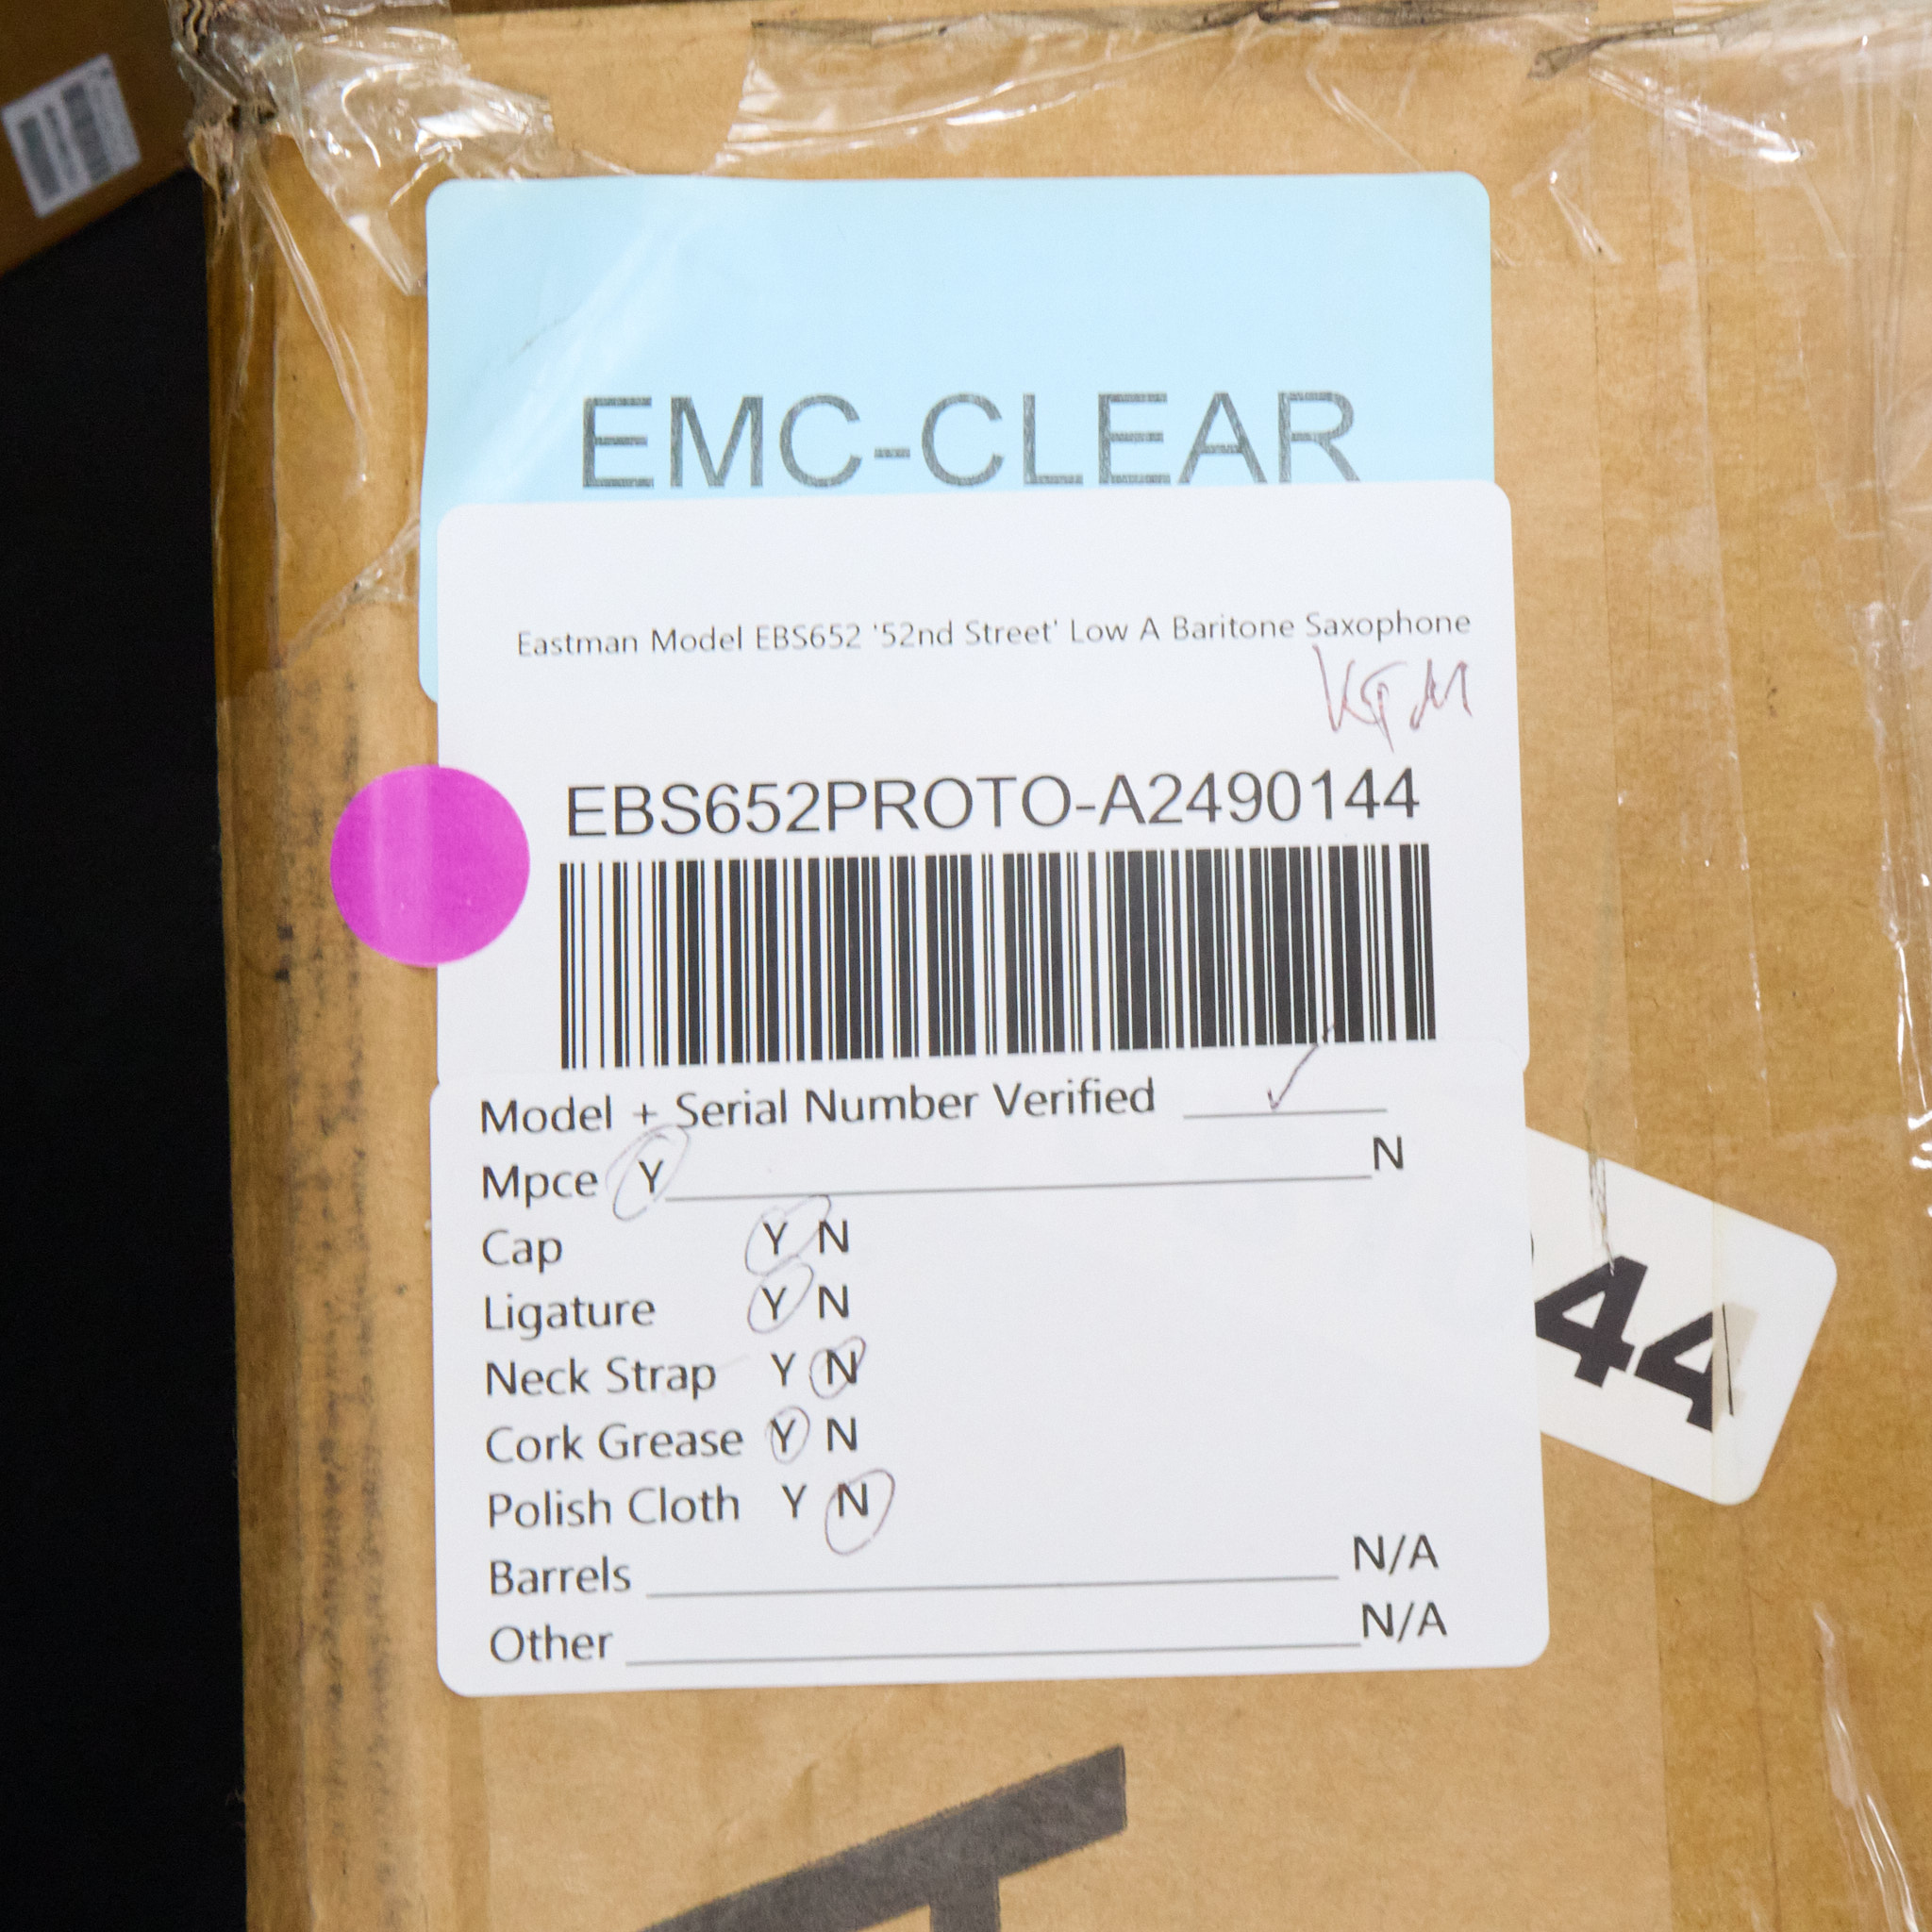 EMC-CLEAR
Eastman Model EBS652 '52nd Street' Low A Baritone Saxophone
EBS652PROTO-A2490144
Model + Serial Number Verified ✓
Mpce Y N
Cap Y N
Ligature Y N
Neck Strap Y N
Cork Grease Y N
Polish Cloth Y N
Barrels N/A
Other N/A
44